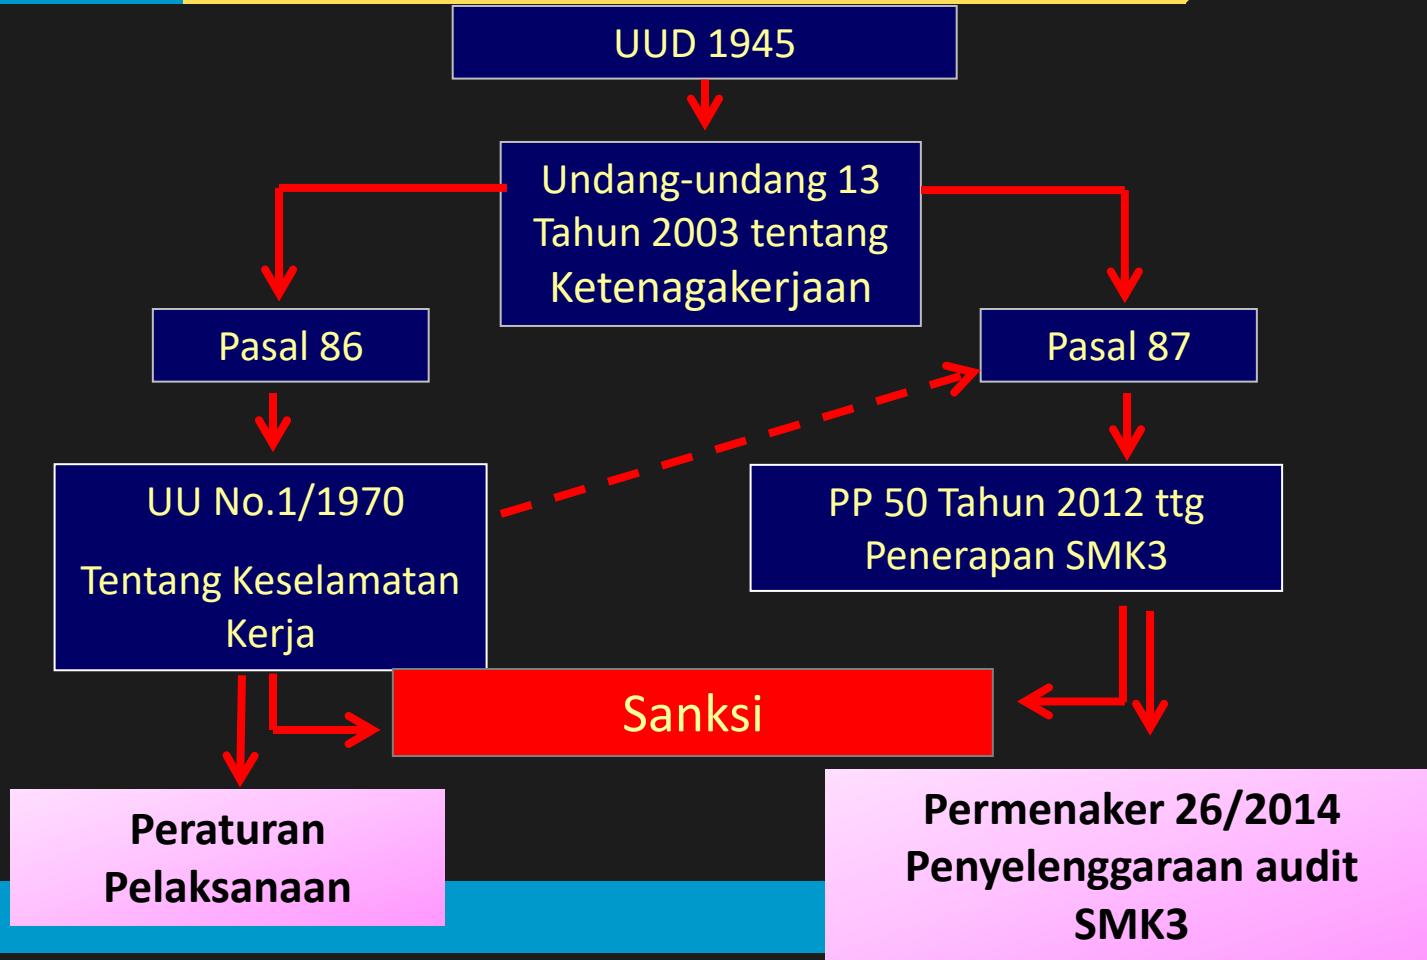 UUD 1945
Undang-undang 13
Tahun 2003 tentang
Ketenagakerjaan
Pasal 86
Pasal 87
UU No.1/1970
Tentang Keselamatan
Kerja
PP 50 Tahun 2012 ttg
Penerapan SMK3
Sanksi
Peraturan
Pelaksanaan
Permenaker 26/2014
Penyelenggaraan audit
SMK3